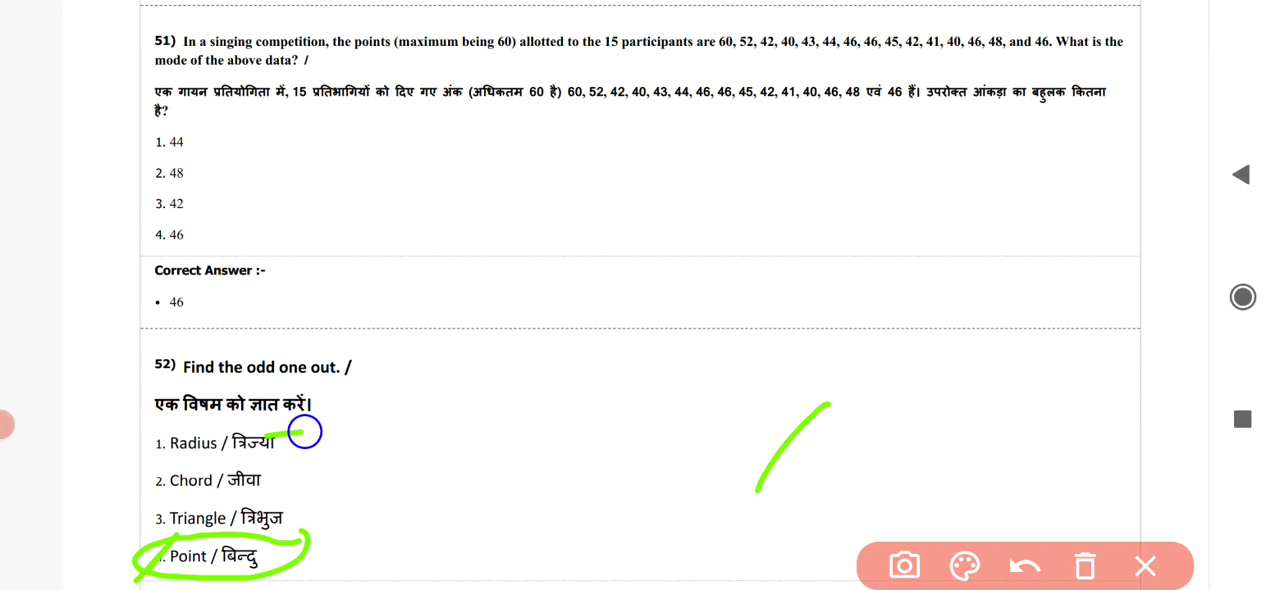 51) In a singing competition, the points (maximum being 60) allotted to the 15 participants are 60, 52, 42, 40, 43, 44, 46, 46, 45, 42, 41, 40, 46, 48, and 46. What is the
mode of the above data? /
एक गायन प्रतियोगिता में, 15 प्रतिभागियों को दिए गए अंक (अधिकतम 60 है) 60, 52, 42, 40, 43, 44, 46, 46, 45, 42, 41, 40, 46, 48 एवं 46 हैं। उपरोक्त आंकड़ा का बहुलक कितना
है?
1. 44
2. 48
3. 42
4. 46
Correct Answer :-
• 46
52) Find the odd one out. /
एक विषम को ज्ञात करें।
1. Radius / त्रिज्या
2. Chord / जीवा
3. Triangle / त्रिभुज
. Point / बिन्दु